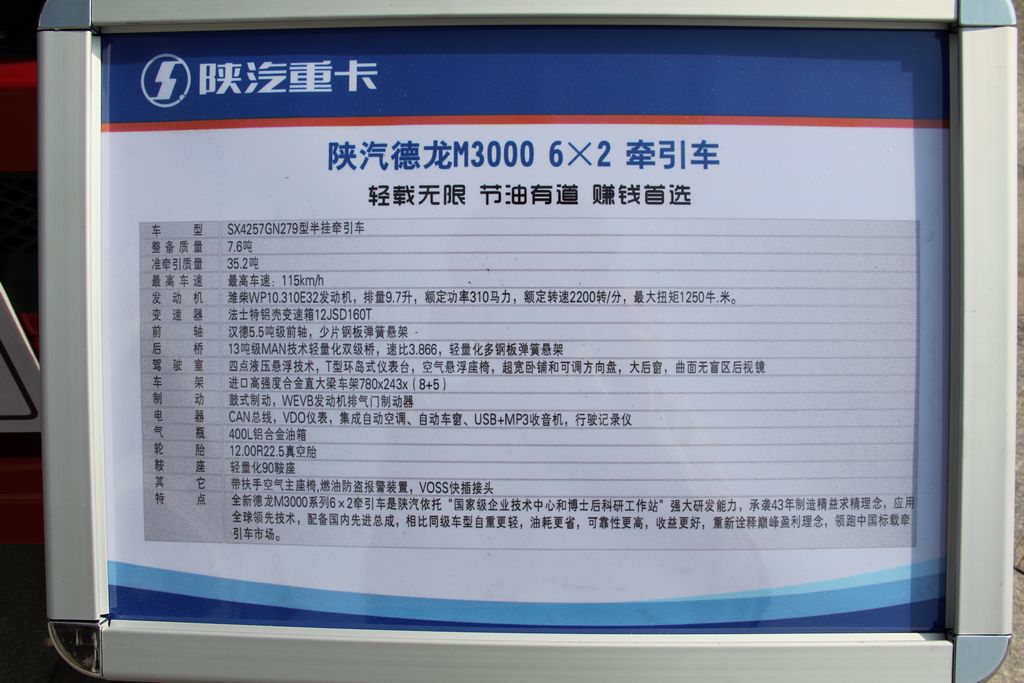 陕汽重卡
陕汽德龙M3000 6×2 牵引车
轻载无限 节油有道 赚钱首选
车型 SX4257GN279型半挂牵引车
整备质量 7.6吨
准牵引质量 35.2吨
最高车速 最高车速：115km/h
发动机 潍柴WP10.310E32发动机，排量9.7升，额定功率310马力，额定转速2200转/分，最大扭矩1250牛.米。
变速器 法士特铝壳变速箱12JSD160T
前轴 汉德5.5吨级前轴，少片钢板弹簧悬架
后桥 13吨级MAN技术轻量化双级桥，速比3.866，轻量化多钢板弹簧悬架
驾驶室 四点液压悬浮技术，T型环岛式仪表台，空气悬浮座椅，超宽卧铺和可调方向盘，大后窗，曲面无盲区后视镜
车架 进口高强度合金直大梁车架780x243x（8+5）
制动 鼓式制动，WEVB发动机排气门制动器
电器 CAN总线，VDO仪表，集成自动空调、自动车窗、USB+MP3收音机，行驶记录仪
气瓶 400L铝合金油箱
轮胎 12.00R22.5真空胎
鞍座 轻量化90鞍座
其它 带扶手空气主座椅,燃油防盗报警装置，VOSS快插接头
特点 全新德龙M3000系列6×2牵引车是陕汽依托“国家级企业技术中心和博士后科研工作站”强大研发能力，承袭43年制造精益求精理念，应用
全球领先技术，配备国内先进总成，相比同级车型自重更轻，油耗更省，可靠性更高，收益更好，重新诠释巅峰盈利理念，领跑中国标载牵
引车市场。